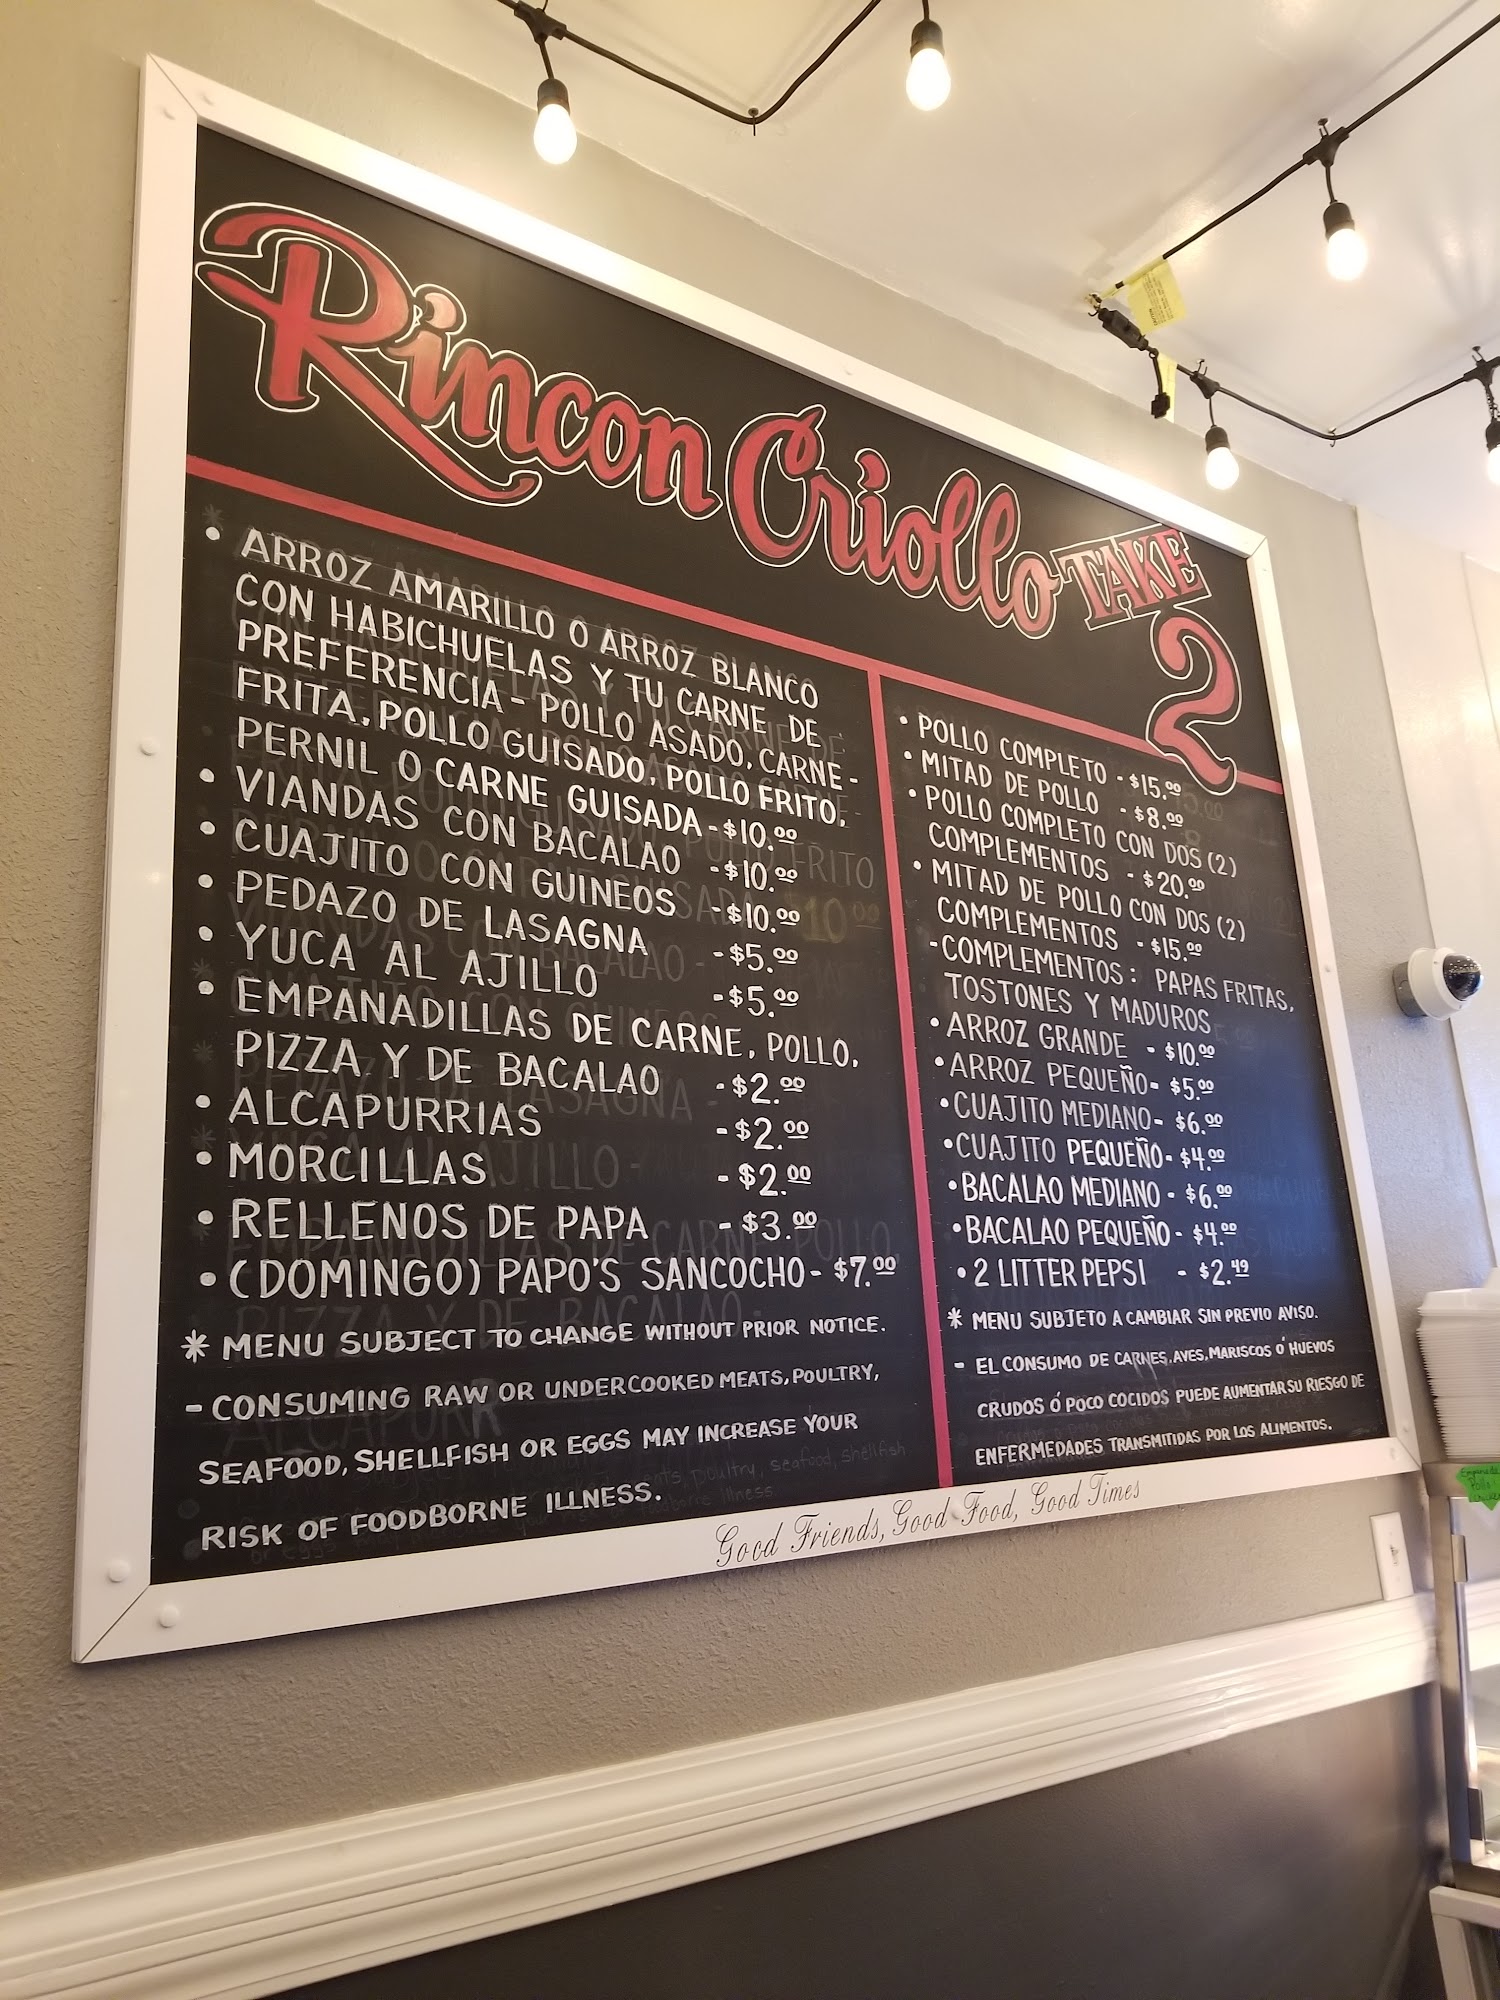 Rincon Criollo TAKE
2
• ARROZ AMARILLO O ARROZ BLANCO
CON HABICHUELAS Y TU CARNE DE
PREFERENCIA - POLLO ASADO, CARNE -
FRITA, POLLO GUISADO, POLLO FRITO,
PERNIL O CARNE GUISADA - $10.00
• VIANDAS CON BACALAO - $10.00
• CUAJITO CON GUINEOS - $10.00
• PEDAZO DE LASAGNA - $5.00
• YUCA AL AJILLO - $5.00
• EMPANADILLAS DE CARNE, POLLO,
PIZZA Y DE BACALAO - $2.00
• ALCAPURRIAS - $2.00
• MORCILLAS - $2.00
• RELLENOS DE PAPA - $3.00
• (DOMINGO) PAPO'S SANCOCHO - $7.00
* MENU SUBJECT TO CHANGE WITHOUT PRIOR NOTICE.
- CONSUMING RAW OR UNDERCOOKED MEATS, POULTRY,
SEAFOOD, SHELLFISH OR EGGS MAY INCREASE YOUR
RISK OF FOODBORNE ILLNESS.
• POLLO COMPLETO - $15.00
• MITAD DE POLLO - $8.00
• POLLO COMPLETO CON DOS (2)
COMPLEMENTOS - $20.00
• MITAD DE POLLO CON DOS (2)
COMPLEMENTOS - $15.00
- COMPLEMENTOS: PAPAS FRITAS,
TOSTONES Y MADUROS
• ARROZ GRANDE - $10.00
• ARROZ PEQUEÑO - $5.00
• CUAJITO MEDIANO - $6.00
• CUAJITO PEQUEÑO - $4.00
• BACALAO MEDIANO - $6.00
• BACALAO PEQUEÑO - $4.00
• 2 LITTER PEPSI - $2.49
* MENU SUBJETO A CAMBIAR SIN PREVIO AVISO.
- EL CONSUMO DE CARNES, AVES, MARISCOS Ó HUEVOS
CRUDOS Ó POCO COCIDOS PUEDE AUMENTAR SU RIESGO DE
ENFERMEDADES TRANSMITIDAS POR LOS ALIMENTOS.
Good Friends, Good Food, Good Times